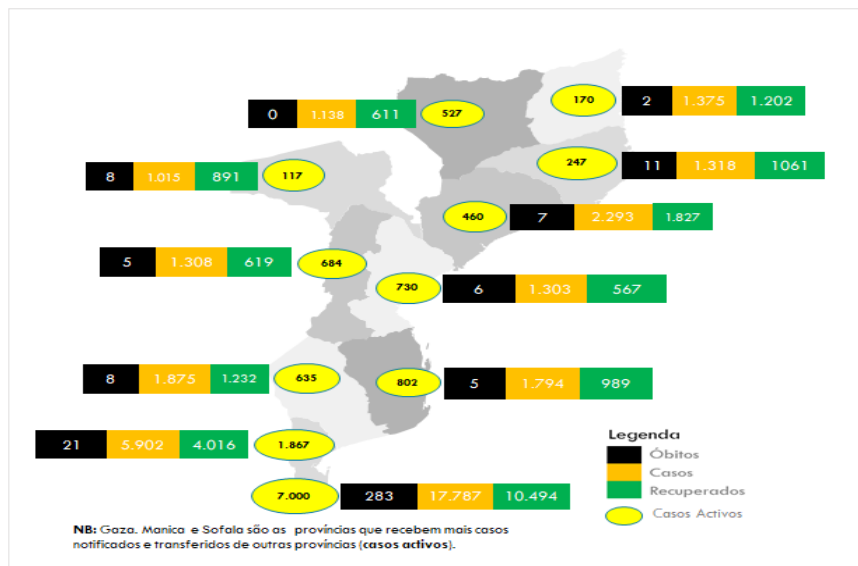 170 2 1.375 1.202
0 1.138 611 527
247 11 1.318 1061
8 1.015 891 117
460 7 2.293 1.827
5 1.308 619 684
730 6 1.303 567
8 1.875 1.232 635
802 5 1.794 989
21 5.902 4.016 1.867
7.000 283 17.787 10.494
Legenda
Óbitos
Casos
Recuperados
Casos Activos
NB: Gaza. Manica e Sofala são as províncias que recebem mais casos
notificados e transferidos de outras províncias (casos activos).